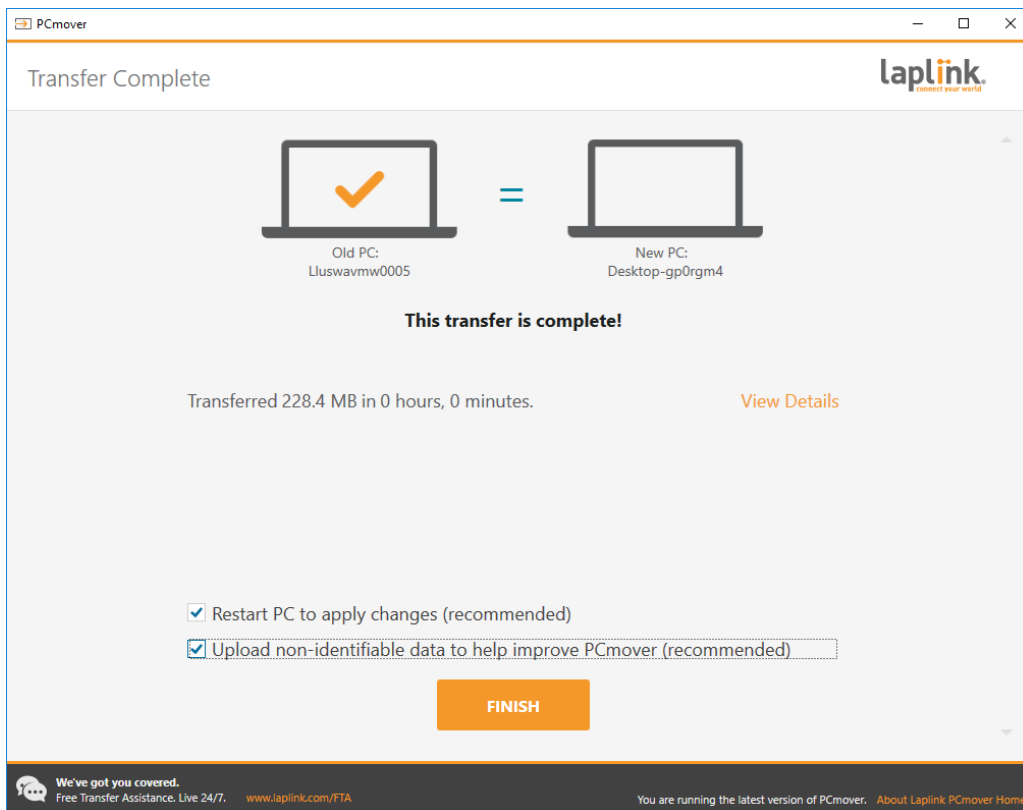 PCmover
Transfer Complete
laplink.
connect your world
=
Old PC:
Lluswavmw0005
New PC:
Desktop-gp0rgm4
This transfer is complete!
Transferred 228.4 MB in 0 hours, 0 minutes.
View Details
Restart PC to apply changes (recommended)
Upload non-identifiable data to help improve PCmover (recommended)
FINISH
We've got you covered.
Free Transfer Assistance. Live 24/7. www.laplink.com/FTA
You are running the latest version of PCmover. About Laplink PCmover Home